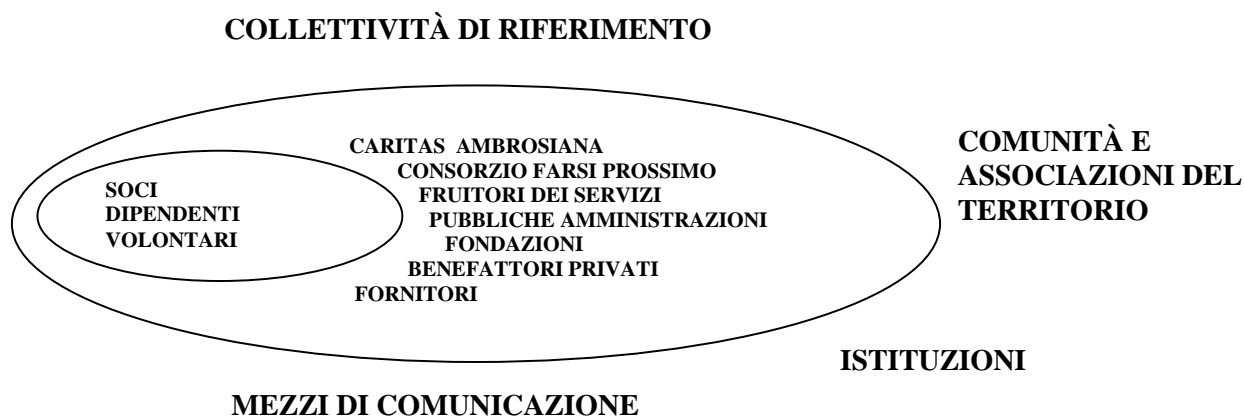 COLLETTIVITÀ DI RIFERIMENTO
CARITAS AMBROSIANA
CONSORZIO FARSI PROSSIMO
FRUITORI DEI SERVIZI
PUBBLICHE AMMINISTRAZIONI
FONDAZIONI
BENEFATTORI PRIVATI
FORNITORI
SOCI
DIPENDENTI
VOLONTARI
COMUNITÀ E
ASSOCIAZIONI DEL
TERRITORIO
ISTITUZIONI
MEZZI DI COMUNICAZIONE